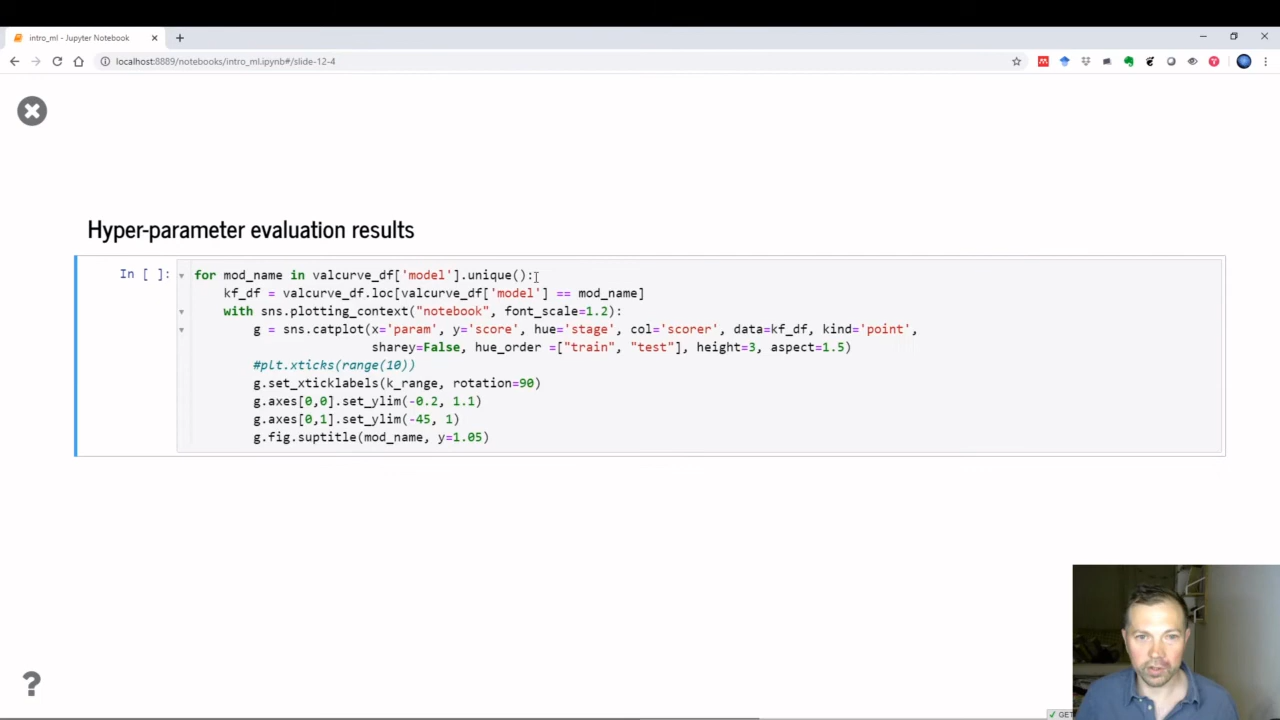 intro_ml - Jupyter Notebook
localhost:8889/notebooks/intro_ml.ipynb#/slide-12-4
Hyper-parameter evaluation results
In [ ]:
for mod_name in valcurve_df['model'].unique():
kf_df = valcurve_df.loc[valcurve_df['model'] == mod_name]
with sns.plotting_context("notebook", font_scale=1.2):
g = sns.catplot(x='param', y='score', hue='stage', col='scorer', data=kf_df, kind='point',
sharey=False, hue_order =["train", "test"], height=3, aspect=1.5)
#plt.xticks(range(10))
g.set_xticklabels(k_range, rotation=90)
g.axes[0,0].set_ylim(-0.2, 1.1)
g.axes[0,1].set_ylim(-45, 1)
g.fig.suptitle(mod_name, y=1.05)
?
GET